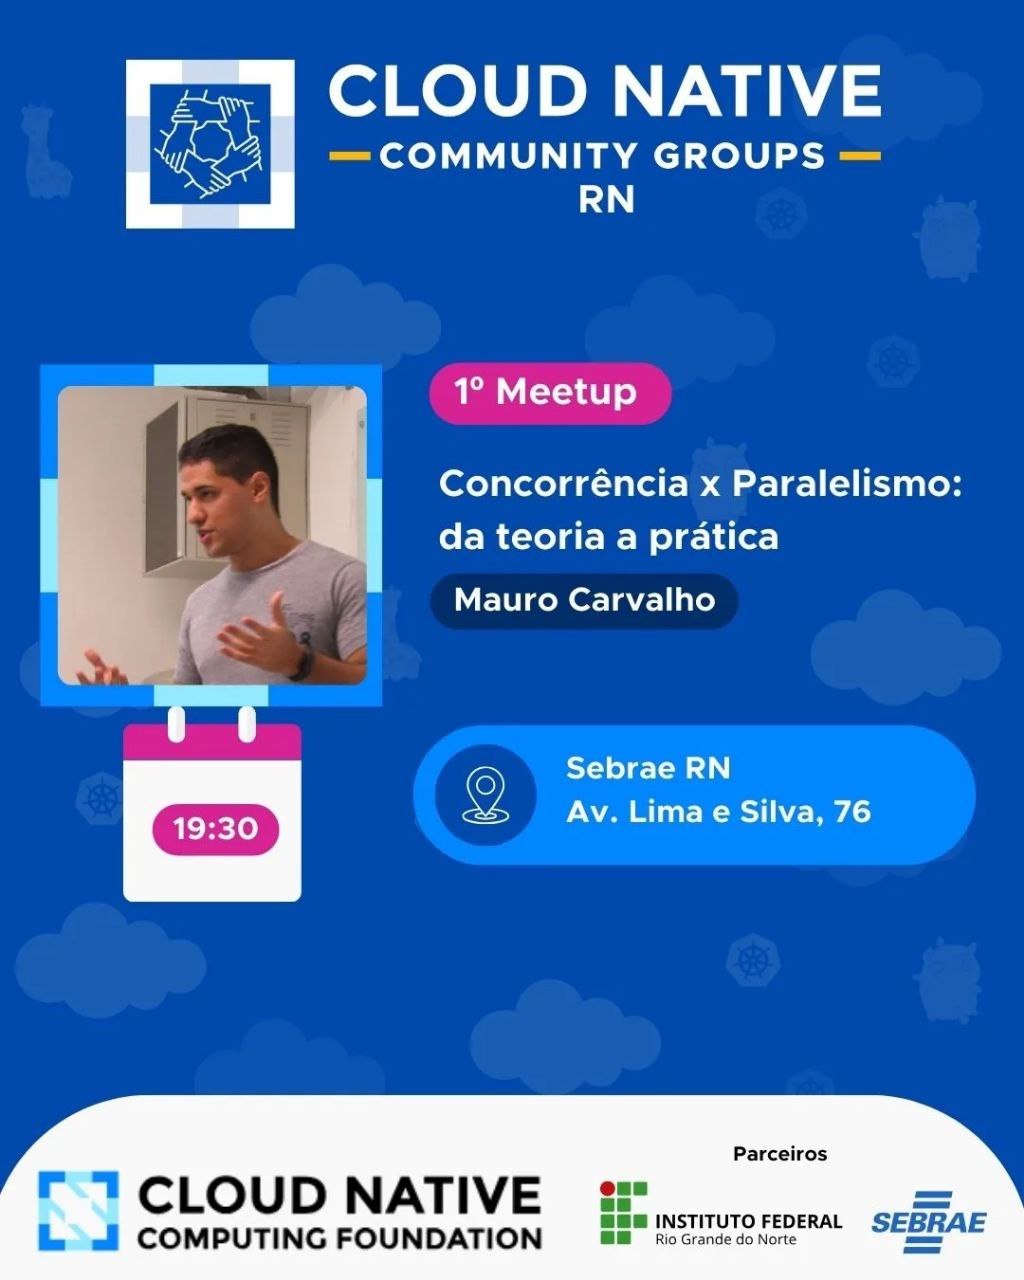 CLOUD NATIVE
COMMUNITY GROUPS
RN
1º Meetup
Concorrência x Paralelismo:
da teoria a prática
Mauro Carvalho
19:30
Sebrae RN
Av. Lima e Silva, 76
Parceiros
CLOUD NATIVE
COMPUTING FOUNDATION
INSTITUTO FEDERAL
Rio Grande do Norte
SEBRAE